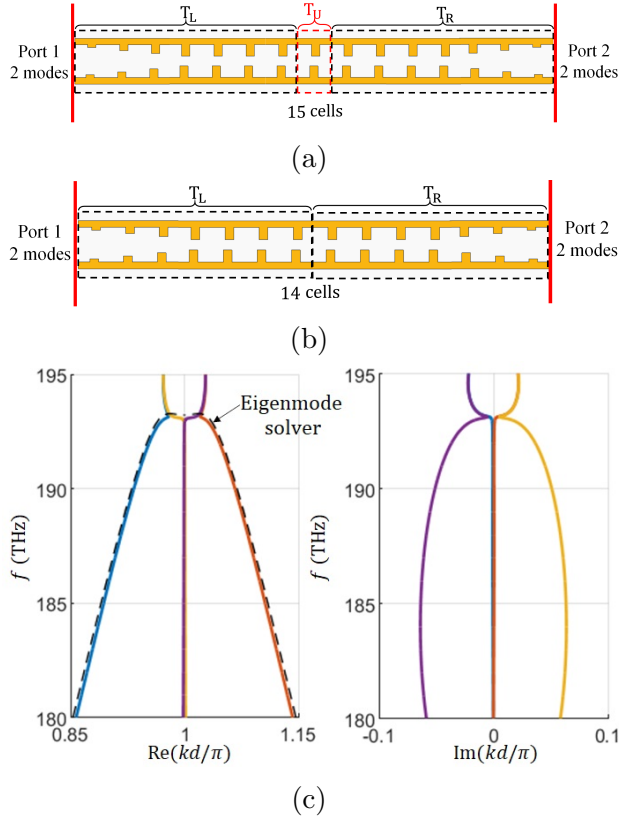 T_L T_U T_R
Port 1
2 modes
Port 2
2 modes
15 cells
(a)
T_L T_R
Port 1
2 modes
Port 2
2 modes
14 cells
(b)
195
190
185
180
f (THz)
0.85 1 1.15
Re(kd/π)
Eigenmode
solver
195
190
185
180
f (THz)
-0.1 0 0.1
Im(kd/π)
(c)